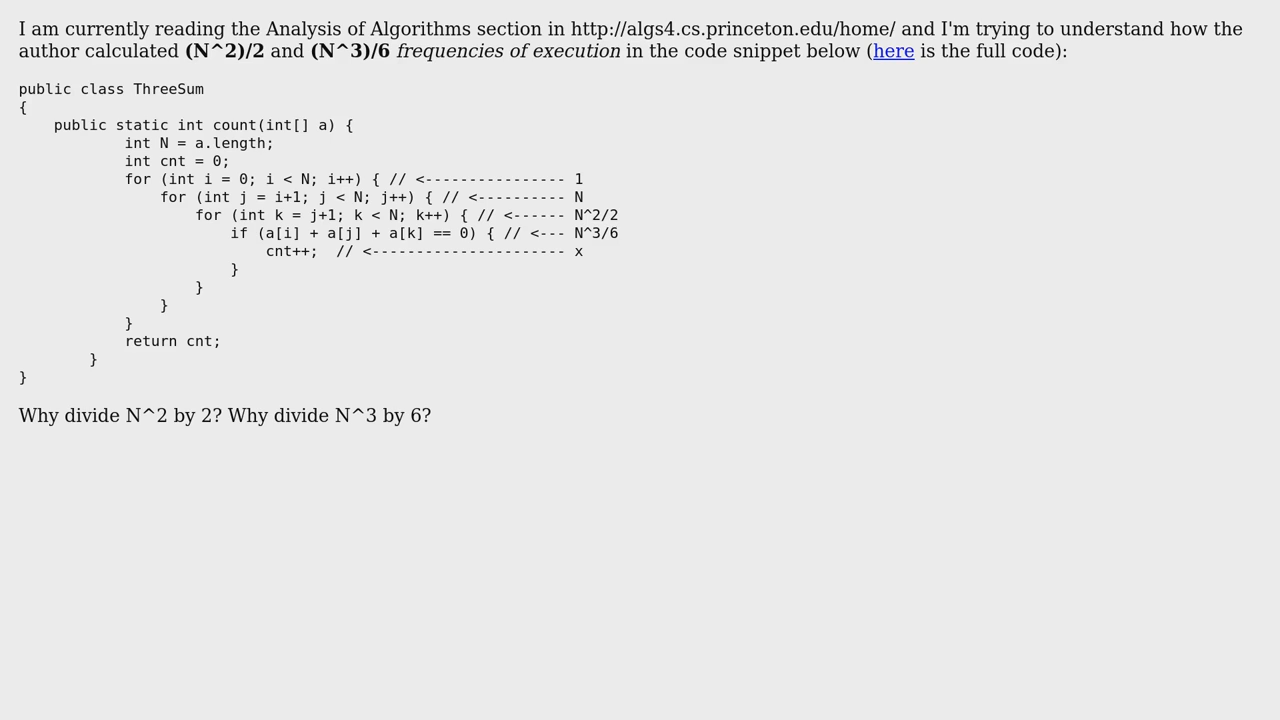 I am currently reading the Analysis of Algorithms section in http://algs4.cs.princeton.edu/home/ and I'm trying to understand how the
author calculated (N^2)/2 and (N^3)/6 frequencies of execution in the code snippet below (here is the full code):
public class ThreeSum
{
    public static int count(int[] a) {
            int N = a.length;
            int cnt = 0;
            for (int i = 0; i < N; i++) { // <---------------- 1
                for (int j = i+1; j < N; j++) { // <---------- N
                    for (int k = j+1; k < N; k++) { // <------ N^2/2
                        if (a[i] + a[j] + a[k] == 0) { // <--- N^3/6
                            cnt++;  // <---------------------- x
                        }
                    }
                }
            }
            return cnt;
        }
}
Why divide N^2 by 2? Why divide N^3 by 6?